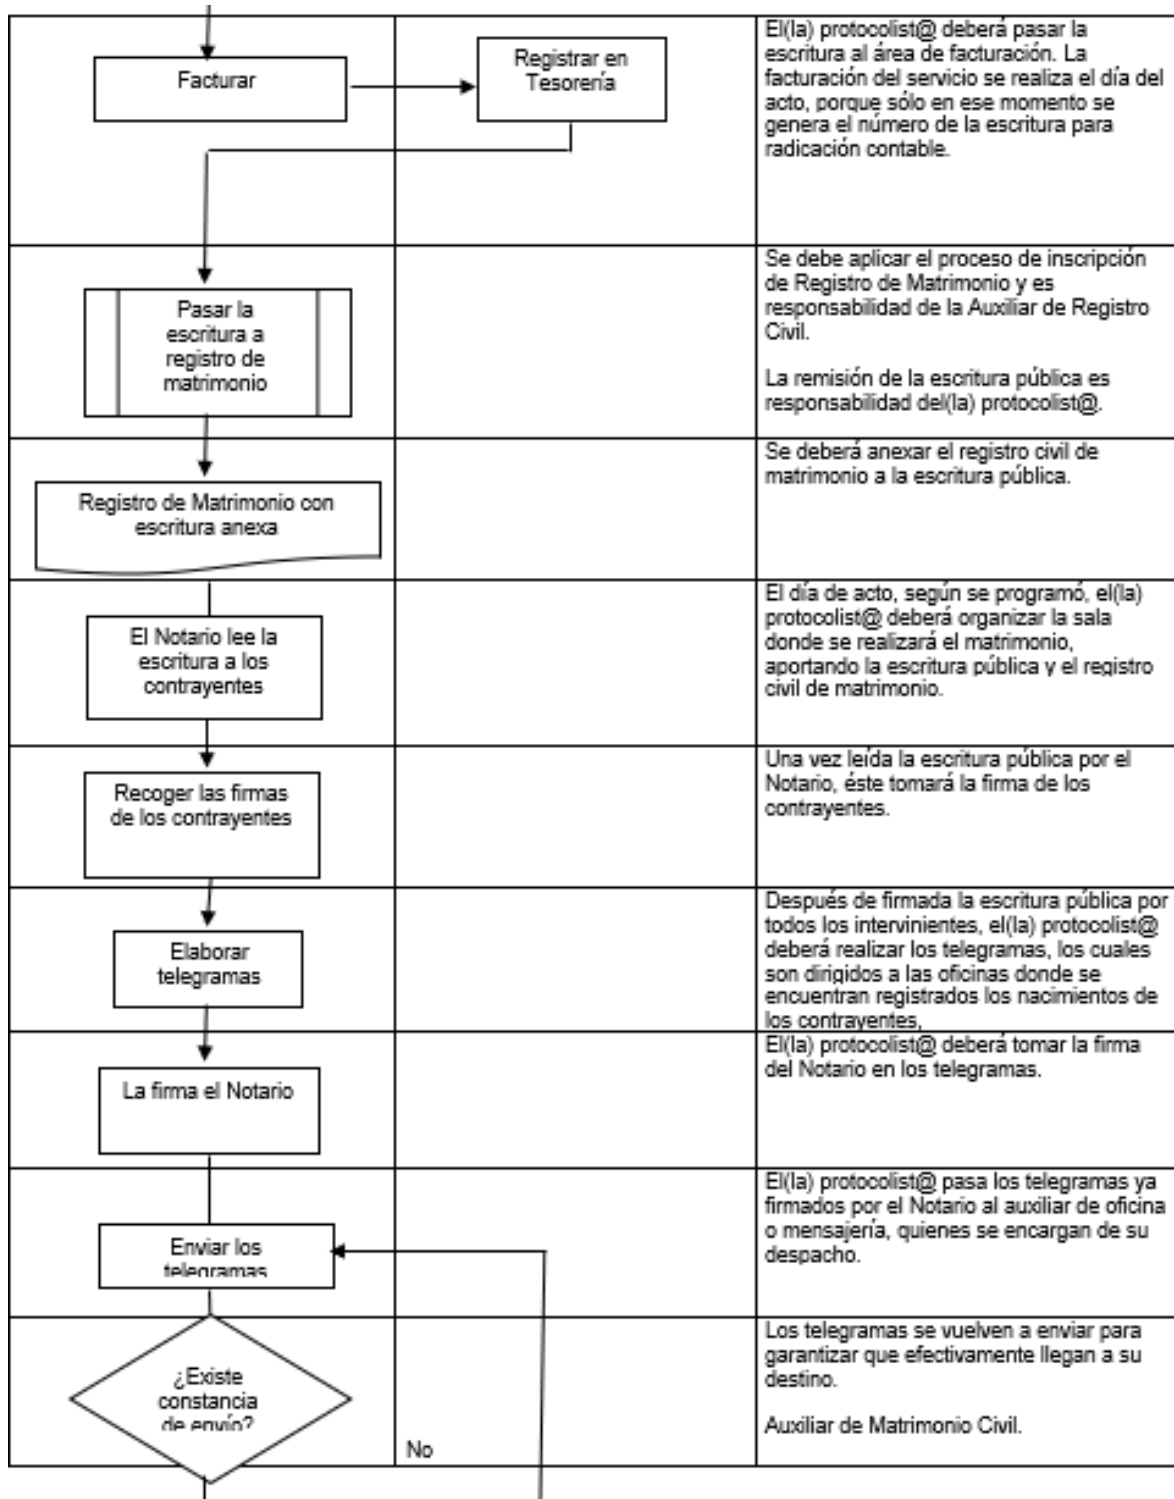 Facturar
Registrar en
Tesorería
El(la) protocolist@ deberá pasar la
escritura al área de facturación. La
facturación del servicio se realiza el día del
acto, porque sólo en ese momento se
genera el número de la escritura para
radicación contable.
Pasar la
escritura a
registro de
matrimonio
Se debe aplicar el proceso de inscripción
de Registro de Matrimonio y es
responsabilidad de la Auxiliar de Registro
Civil.
La remisión de la escritura pública es
responsabilidad del(la) protocolist@.
Registro de Matrimonio con
escritura anexa
Se deberá anexar el registro civil de
matrimonio a la escritura pública.
El Notario lee la
escritura a los
contrayentes
El día de acto, según se programó, el(la)
protocolist@ deberá organizar la sala
donde se realizará el matrimonio,
aportando la escritura pública y el registro
civil de matrimonio.
Recoger las firmas
de los contrayentes
Una vez leída la escritura pública por el
Notario, éste tomará la firma de los
contrayentes.
Elaborar
telegramas
Después de firmada la escritura pública por
todos los intervinientes, el(la) protocolist@
deberá realizar los telegramas, los cuales
son dirigidos a las oficinas donde se
encuentran registrados los nacimientos de
los contrayentes,
La firma el Notario
El(la) protocolist@ deberá tomar la firma
del Notario en los telegramas.
Enviar los
telegramas
El(la) protocolist@ pasa los telegramas ya
firmados por el Notario al auxiliar de oficina
o mensajería, quienes se encargan de su
despacho.
¿Existe
constancia
de envío?
No
Los telegramas se vuelven a enviar para
garantizar que efectivamente llegan a su
destino.
Auxiliar de Matrimonio Civil.